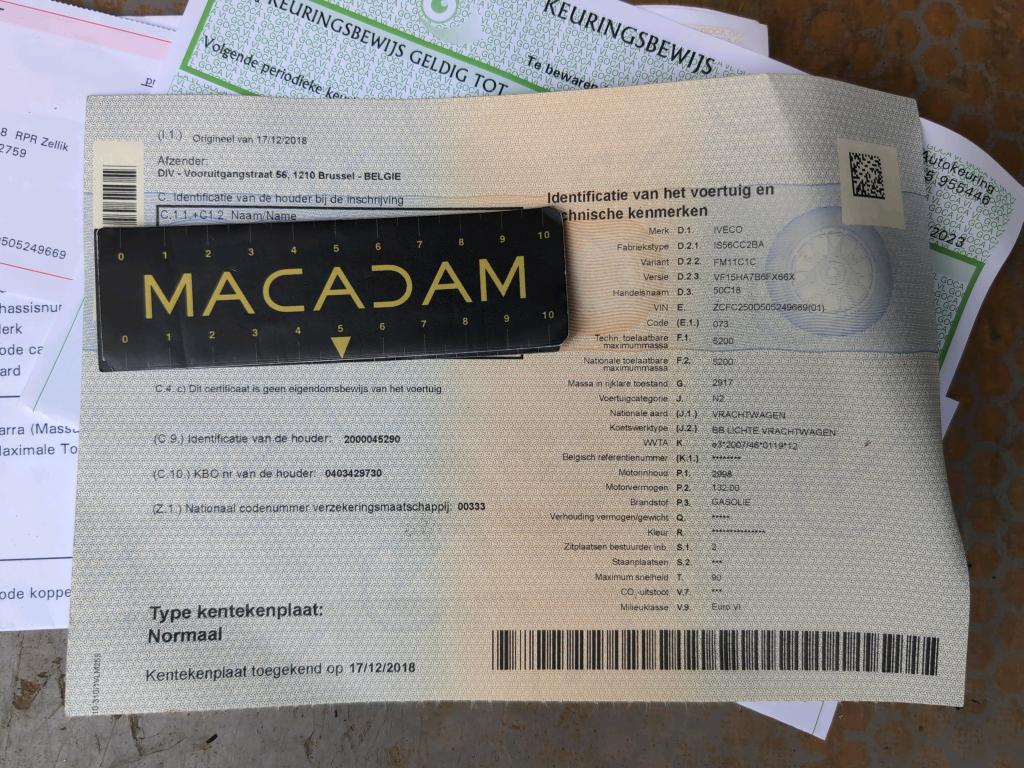 KEURINGSBEWIJS GELDIG TOT
Volgende periodieke
KEURINGSBEWIJS
Te bewaren
8 RPR Zellik
2759
505249669
ode ca
ard
arra (Mass
aximale To
ode koppe
Autokeuring
5 955446
/2023
(I.1.) Origineel van 17/12/2018
Afzender:
DIV - Vooruitgangstraat 56, 1210 Brussel - BELGIE
C. Identificatie van de houder bij de inschrijving
C.1.1.+C1.2. Naam/Name
0 1 2 3 4 5 6 7 8 9 10
MACADAM
0 1 2 3 4 5 6 7 8 9 10
C.4. c) Dit certificaat is geen eigendomsbewijs van het voertuig
(C.9.) Identificatie van de houder: 2000045290
(C.10.) KBO nr van de houder: 0403429730
(Z.1.) Nationaal codenummer verzekeringsmaatschappij: 00333
Type kentekenplaat:
Normaal
Kentekenplaat toegekend op 17/12/2018
Identificatie van het voertuig en
chnische kenmerken
Merk D.1. IVECO
Fabriekstype D.2.1. IS56CC2BA
Variant D.2.2. FM11C1C
Versie D.2.3. VF15HA7B6FX66X
Handelsnaam D.3. 50C18
VIN E. ZCFC250D505249669(01)
Code (E.1.) 073
Techn. toelaatbare maximummassa F.1. 5200
Nationale toelaatbare maximummassa F.2. 5200
Massa in rijklare toestand G. 2917
Voertuigcategorie J. N2
Nationale aard (J.1.) VRACHTWAGEN
Koetswerktype (J.2.) BB LICHTE VRACHTWAGEN
WVTA K. e3*2007/46*0119*12
Belgisch referentienummer (K.1.) ********
Motorinhoud P.1. 2998
Motorvermogen P.2. 132.00
Brandstof P.3. GASOLIE
Verhouding vermogen/gewicht Q. *****
Kleur R. ***************
Zitplaatsen bestuurder inb. S.1. 2
Staanplaatsen S.2. ***
Maximum snelheid T. 90
CO₂-uitstoot V.7. ***
Milieuklasse V.9. Euro VI